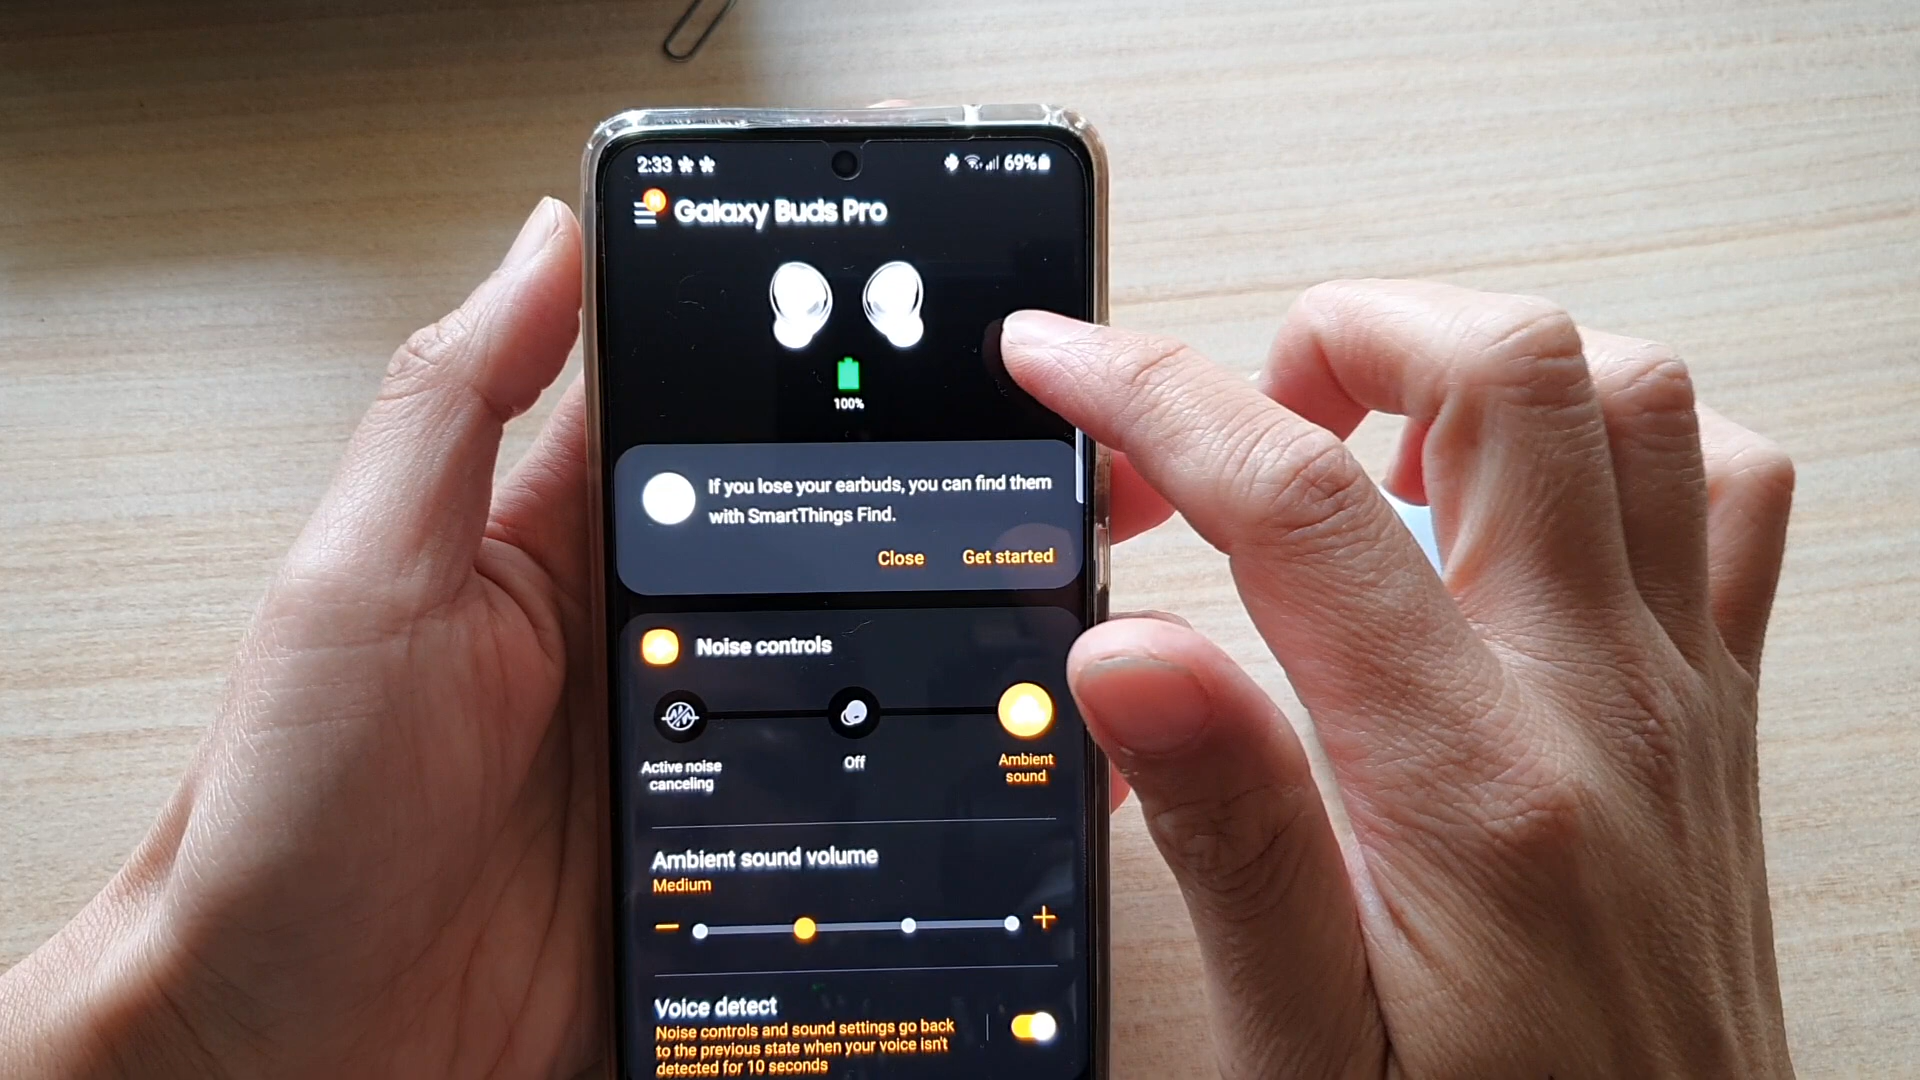 2:33
69%
N
Galaxy Buds Pro
100%
If you lose your earbuds, you can find them
with SmartThings Find.
Close Get started
Noise controls
Active noise
canceling
Off
Ambient
sound
Ambient sound volume
Medium
Voice detect
Noise controls and sound settings go back
to the previous state when your voice isn't
detected for 10 seconds